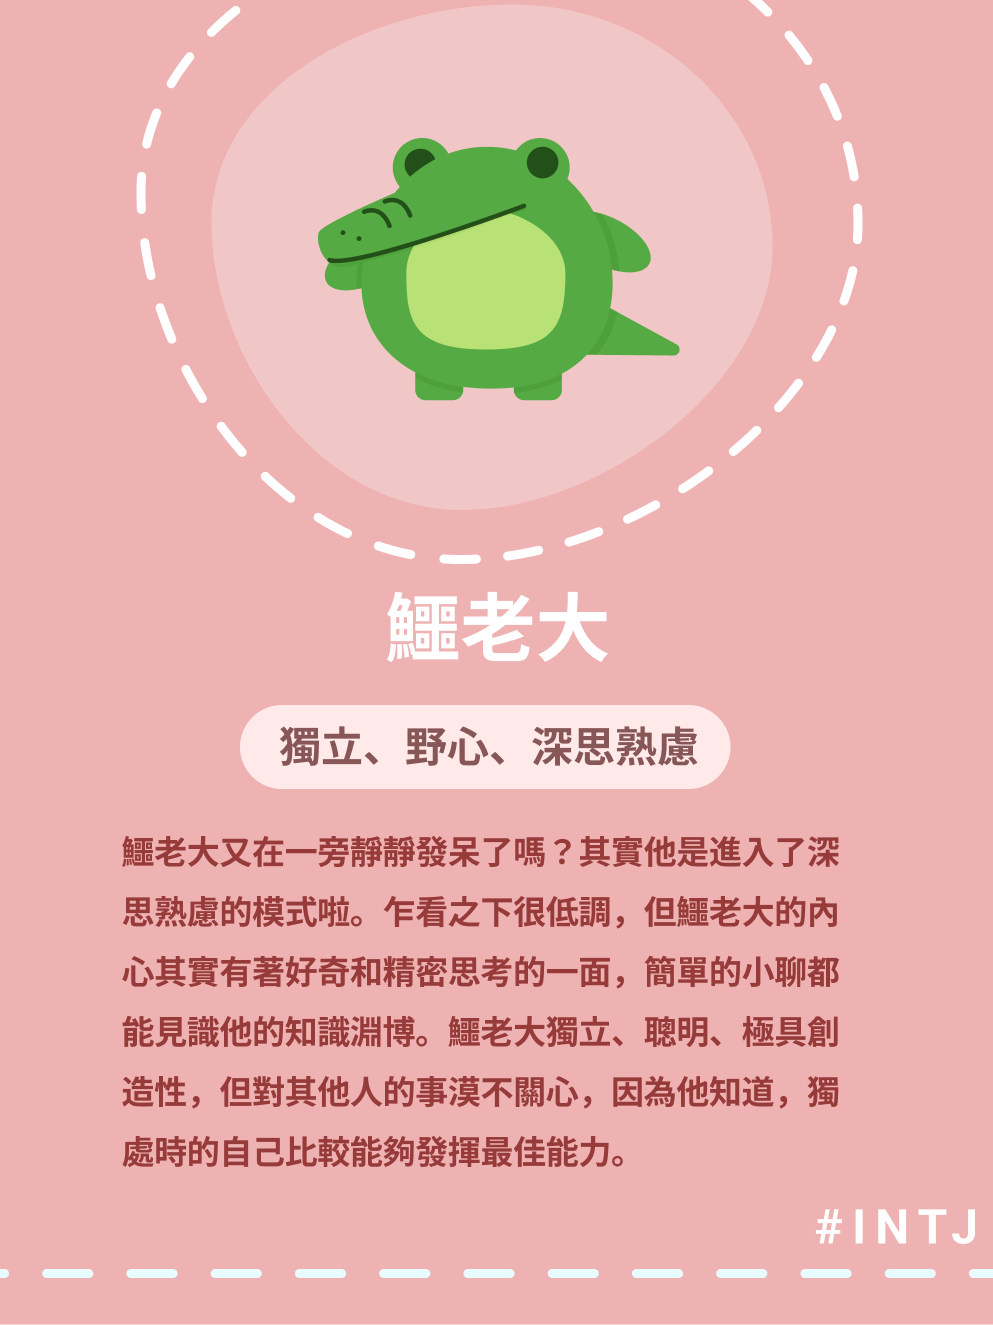 鱷老大
獨立、野心、深思熟慮
鱷老大又在一旁靜靜發呆了嗎？其實他是進入了深
思熟慮的模式啦。乍看之下很低調，但鱷老大的內
心其實有著好奇和精密思考的一面，簡單的小聊都
能見識他的知識淵博。鱷老大獨立、聰明、極具創
造性，但對其他人的事漠不關心，因為他知道，獨
處時的自己比較能夠發揮最佳能力。
#INTJ